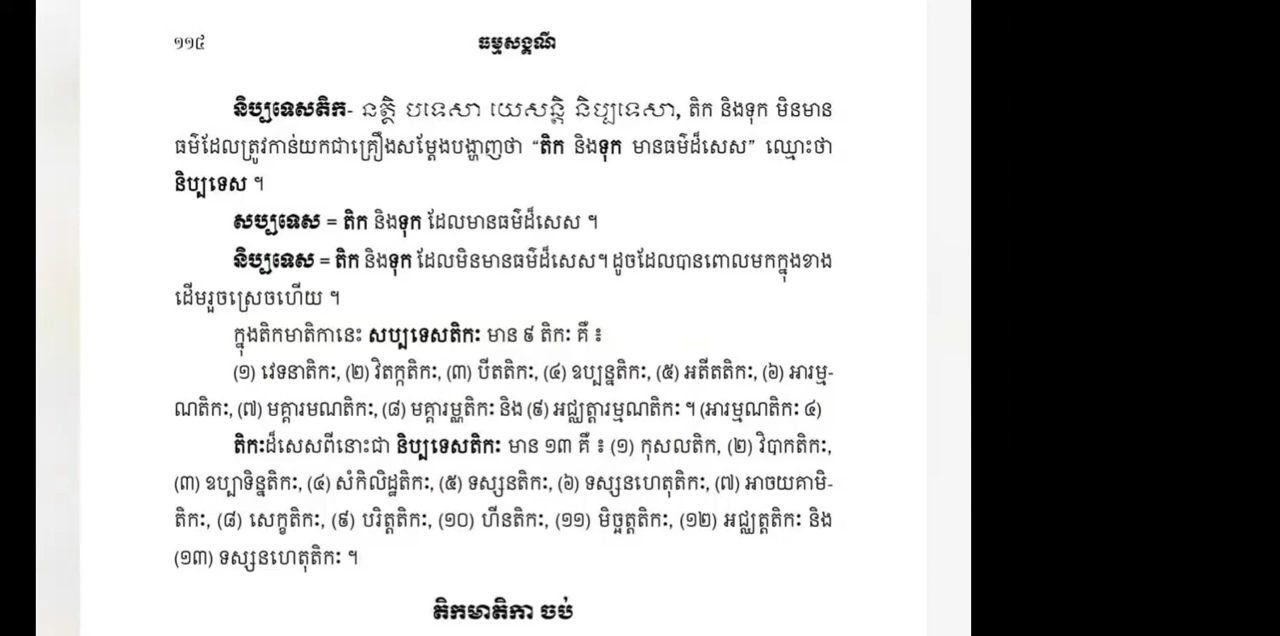 ១១៤ ធម្មសង្គណី
និប្បទេសតិក- នត្ថិ បទេសា យេសន្តិ និប្បទេសា, តិក និងទុក មិនមាន
ធម៌ដែលត្រូវកាន់យកជាគ្រឿងសម្ដែងបង្ហាញថា “តិក និងទុក មានធម៌ដ៏សេស” ឈ្មោះថា
និប្បទេស ។
សប្បទេស = តិក និងទុក ដែលមានធម៌ដ៏សេស ។
និប្បទេស = តិក និងទុក ដែលមិនមានធម៌ដ៏សេស។ ដូចដែលបានពោលមកក្នុងខាង
ដើមរួចស្រេចហើយ ។
ក្នុងតិកមាតិកានេះ សប្បទេសតិកៈ មាន ៩ តិកៈ គឺ ៖
(១) វេទនាតិកៈ, (២) វិតក្កតិកៈ, (៣) បីតតិកៈ, (៤) ឧប្បន្នតិកៈ, (៥) អតីតតិកៈ, (៦) អារម្ម-
ណតិកៈ, (៧) មគ្គារមណតិកៈ, (៨) មគ្គារម្ណតិកៈ និង (៩) អជ្ឈត្តារម្មណតិកៈ ។ (អារម្មណតិកៈ ៤)
តិកៈដ៏សេសពីនោះជា និប្បទេសតិកៈ មាន ១៣ គឺ ៖ (១) កុសលតិក, (២) វិបាកតិកៈ,
(៣) ឧប្បាទិន្នតិកៈ, (៤) សំកិលិដ្ឋតិកៈ, (៥) ទស្សនតិកៈ, (៦) ទស្សនហេតុតិកៈ, (៧) អាចយគាមិ-
តិកៈ, (៨) សេក្ខតិកៈ, (៩) បរិត្តតិកៈ, (១០) ហីនតិកៈ, (១១) មិច្ឆត្តតិកៈ, (១២) អជ្ឈត្តតិកៈ និង
(១៣) ទស្សនហេតុតិកៈ ។
តិកមាតិកា ចប់